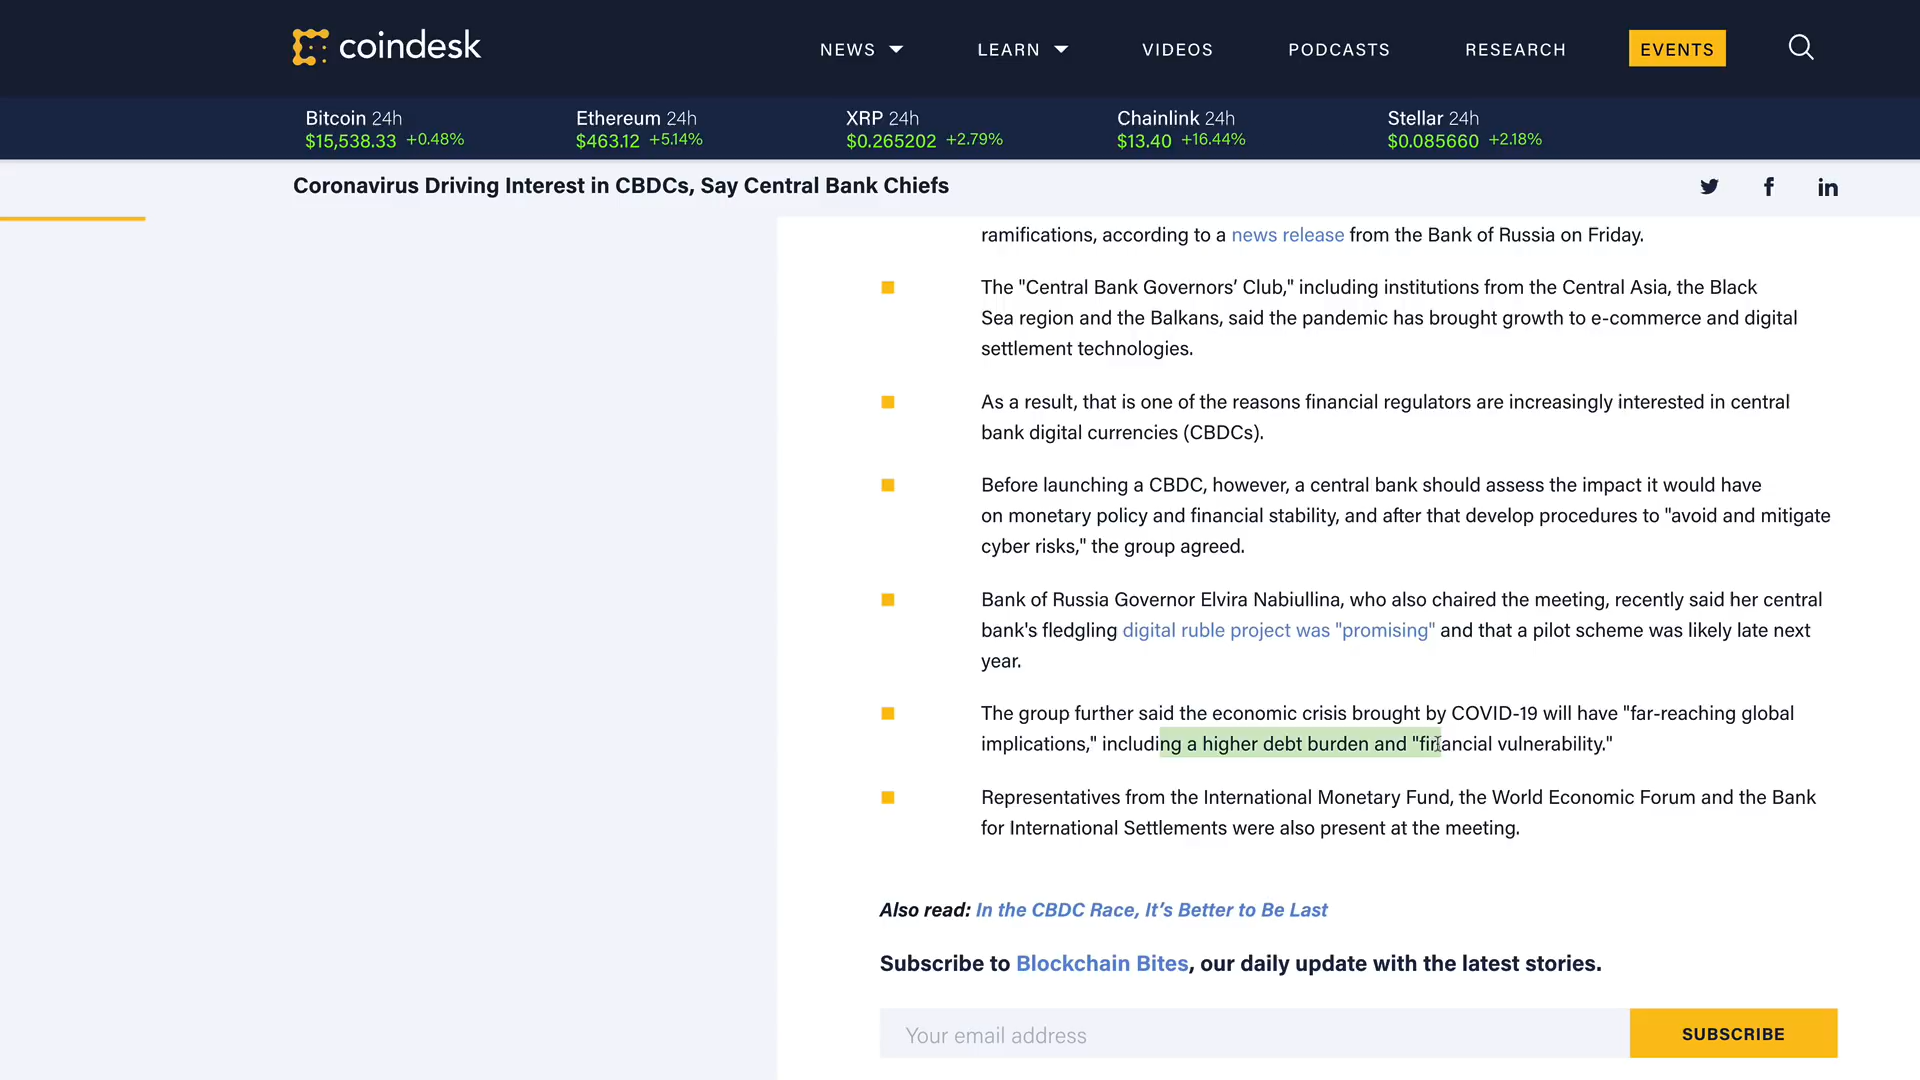 coindesk
NEWS LEARN VIDEOS PODCASTS RESEARCH EVENTS
Bitcoin 24h Ethereum 24h XRP 24h Chainlink 24h Stellar 24h
$15,538.33 +0.48% $463.12 +5.14% $0.265202 +2.79% $13.40 +16.44% $0.085660 +2.18%
Coronavirus Driving Interest in CBDCs, Say Central Bank Chiefs
ramifications, according to a news release from the Bank of Russia on Friday.
The "Central Bank Governors’ Club," including institutions from the Central Asia, the Black
Sea region and the Balkans, said the pandemic has brought growth to e-commerce and digital
settlement technologies.
As a result, that is one of the reasons financial regulators are increasingly interested in central
bank digital currencies (CBDCs).
Before launching a CBDC, however, a central bank should assess the impact it would have
on monetary policy and financial stability, and after that develop procedures to "avoid and mitigate
cyber risks," the group agreed.
Bank of Russia Governor Elvira Nabiullina, who also chaired the meeting, recently said her central
bank's fledgling digital ruble project was "promising" and that a pilot scheme was likely late next
year.
The group further said the economic crisis brought by COVID-19 will have "far-reaching global
implications," including a higher debt burden and "financial vulnerability."
Representatives from the International Monetary Fund, the World Economic Forum and the Bank
for International Settlements were also present at the meeting.
Also read: In the CBDC Race, It’s Better to Be Last
Subscribe to Blockchain Bites, our daily update with the latest stories.
Your email address SUBSCRIBE